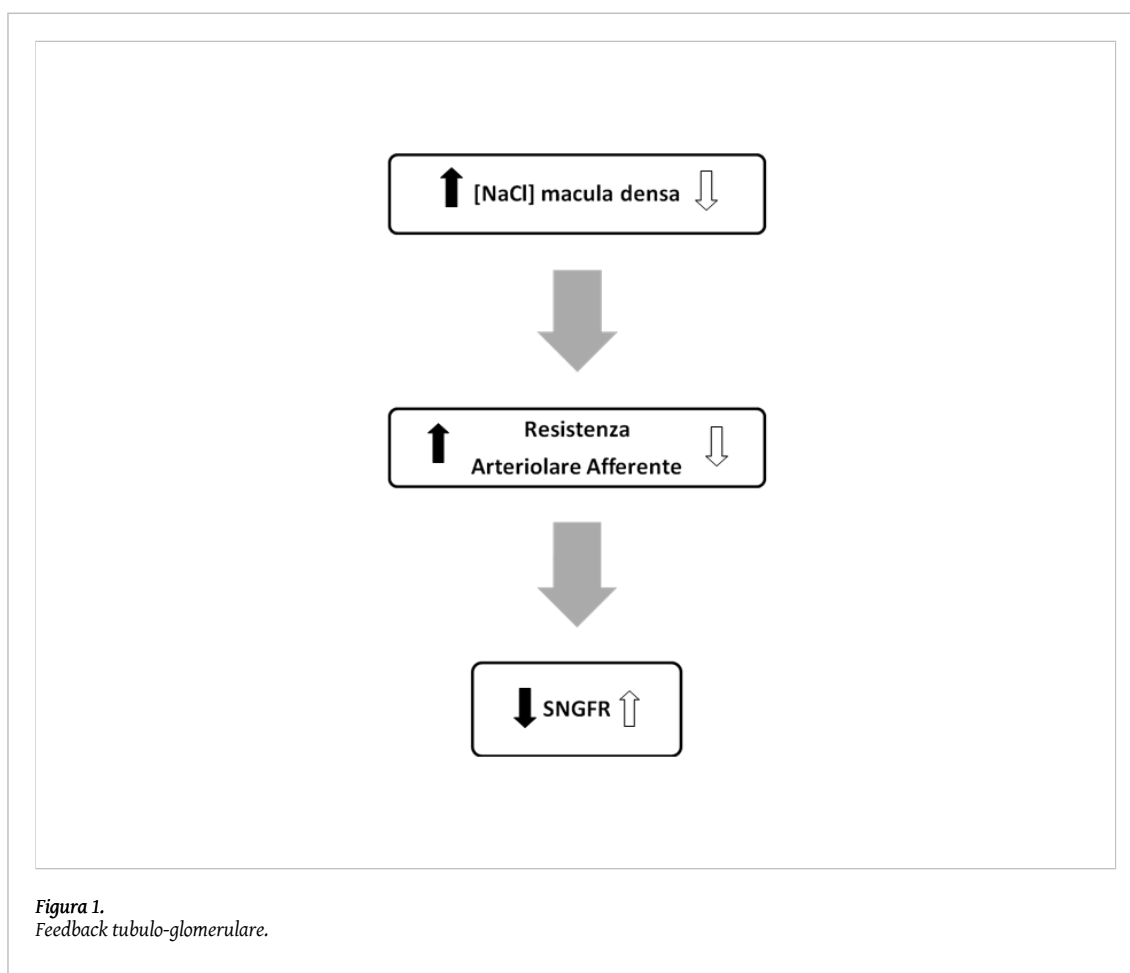 [NaCl] macula densa
Resistenza
Arteriolare Afferente
SNGFR
Figura 1.
Feedback tubulo-glomerulare.